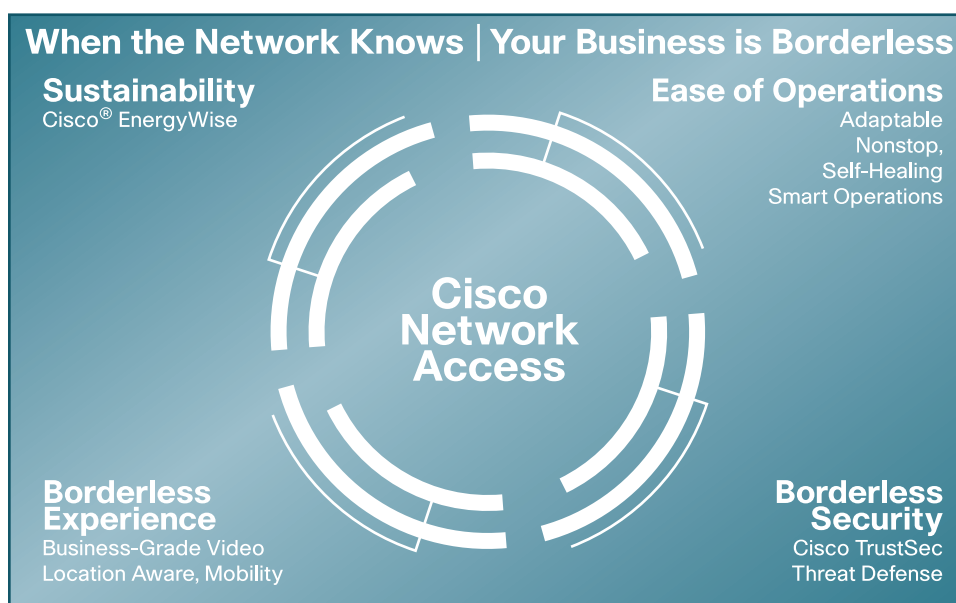 When the Network Knows | Your Business is Borderless
Sustainability
Cisco® EnergyWise
Ease of Operations
Adaptable
Nonstop,
Self-Healing
Smart Operations
Cisco
Network
Access
Borderless
Experience
Business-Grade Video
Location Aware, Mobility
Borderless
Security
Cisco TrustSec
Threat Defense